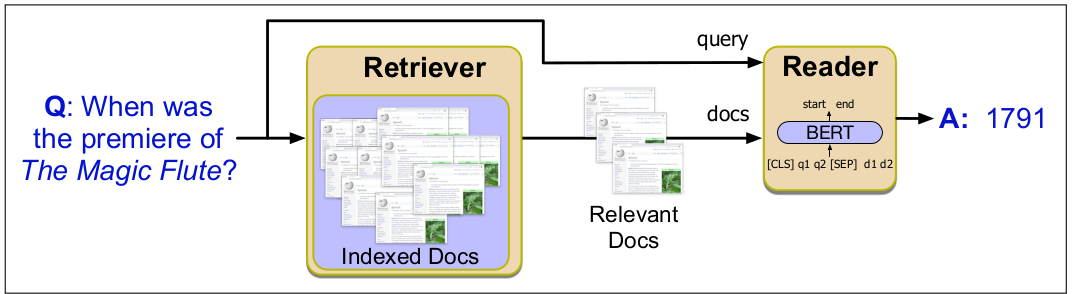 Q: When was
the premiere of
The Magic Flute?
Retriever
Indexed Docs
query
docs
Relevant
Docs
Reader
start end
BERT
[CLS] q1 q2 [SEP] d1 d2
A: 1791